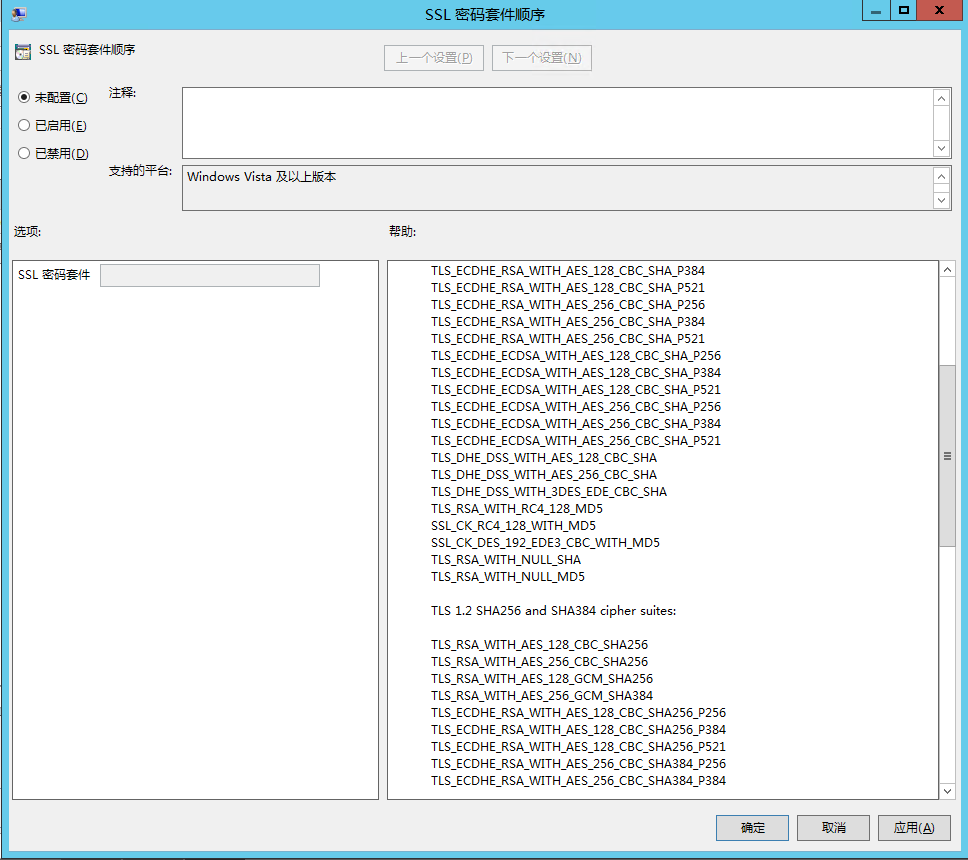 SSL 密码套件顺序
SSL 密码套件顺序
上一个设置(P)
下一个设置(N)
未配置(C)
注释:
已启用(E)
已禁用(D)
支持的平台:
Windows Vista 及以上版本
选项:
帮助:
SSL 密码套件
TLS_ECDHE_RSA_WITH_AES_128_CBC_SHA_P384
TLS_ECDHE_RSA_WITH_AES_128_CBC_SHA_P521
TLS_ECDHE_RSA_WITH_AES_256_CBC_SHA_P256
TLS_ECDHE_RSA_WITH_AES_256_CBC_SHA_P384
TLS_ECDHE_RSA_WITH_AES_256_CBC_SHA_P521
TLS_ECDHE_ECDSA_WITH_AES_128_CBC_SHA_P256
TLS_ECDHE_ECDSA_WITH_AES_128_CBC_SHA_P384
TLS_ECDHE_ECDSA_WITH_AES_128_CBC_SHA_P521
TLS_ECDHE_ECDSA_WITH_AES_256_CBC_SHA_P256
TLS_ECDHE_ECDSA_WITH_AES_256_CBC_SHA_P384
TLS_ECDHE_ECDSA_WITH_AES_256_CBC_SHA_P521
TLS_DHE_DSS_WITH_AES_128_CBC_SHA
TLS_DHE_DSS_WITH_AES_256_CBC_SHA
TLS_DHE_DSS_WITH_3DES_EDE_CBC_SHA
TLS_RSA_WITH_RC4_128_MD5
SSL_CK_RC4_128_WITH_MD5
SSL_CK_DES_192_EDE3_CBC_WITH_MD5
TLS_RSA_WITH_NULL_SHA
TLS_RSA_WITH_NULL_MD5
TLS 1.2 SHA256 and SHA384 cipher suites:
TLS_RSA_WITH_AES_128_CBC_SHA256
TLS_RSA_WITH_AES_256_CBC_SHA256
TLS_RSA_WITH_AES_128_GCM_SHA256
TLS_RSA_WITH_AES_256_GCM_SHA384
TLS_ECDHE_RSA_WITH_AES_128_CBC_SHA256_P256
TLS_ECDHE_RSA_WITH_AES_128_CBC_SHA256_P384
TLS_ECDHE_RSA_WITH_AES_128_CBC_SHA256_P521
TLS_ECDHE_RSA_WITH_AES_256_CBC_SHA384_P256
TLS_ECDHE_RSA_WITH_AES_256_CBC_SHA384_P384
确定
取消
应用(A)